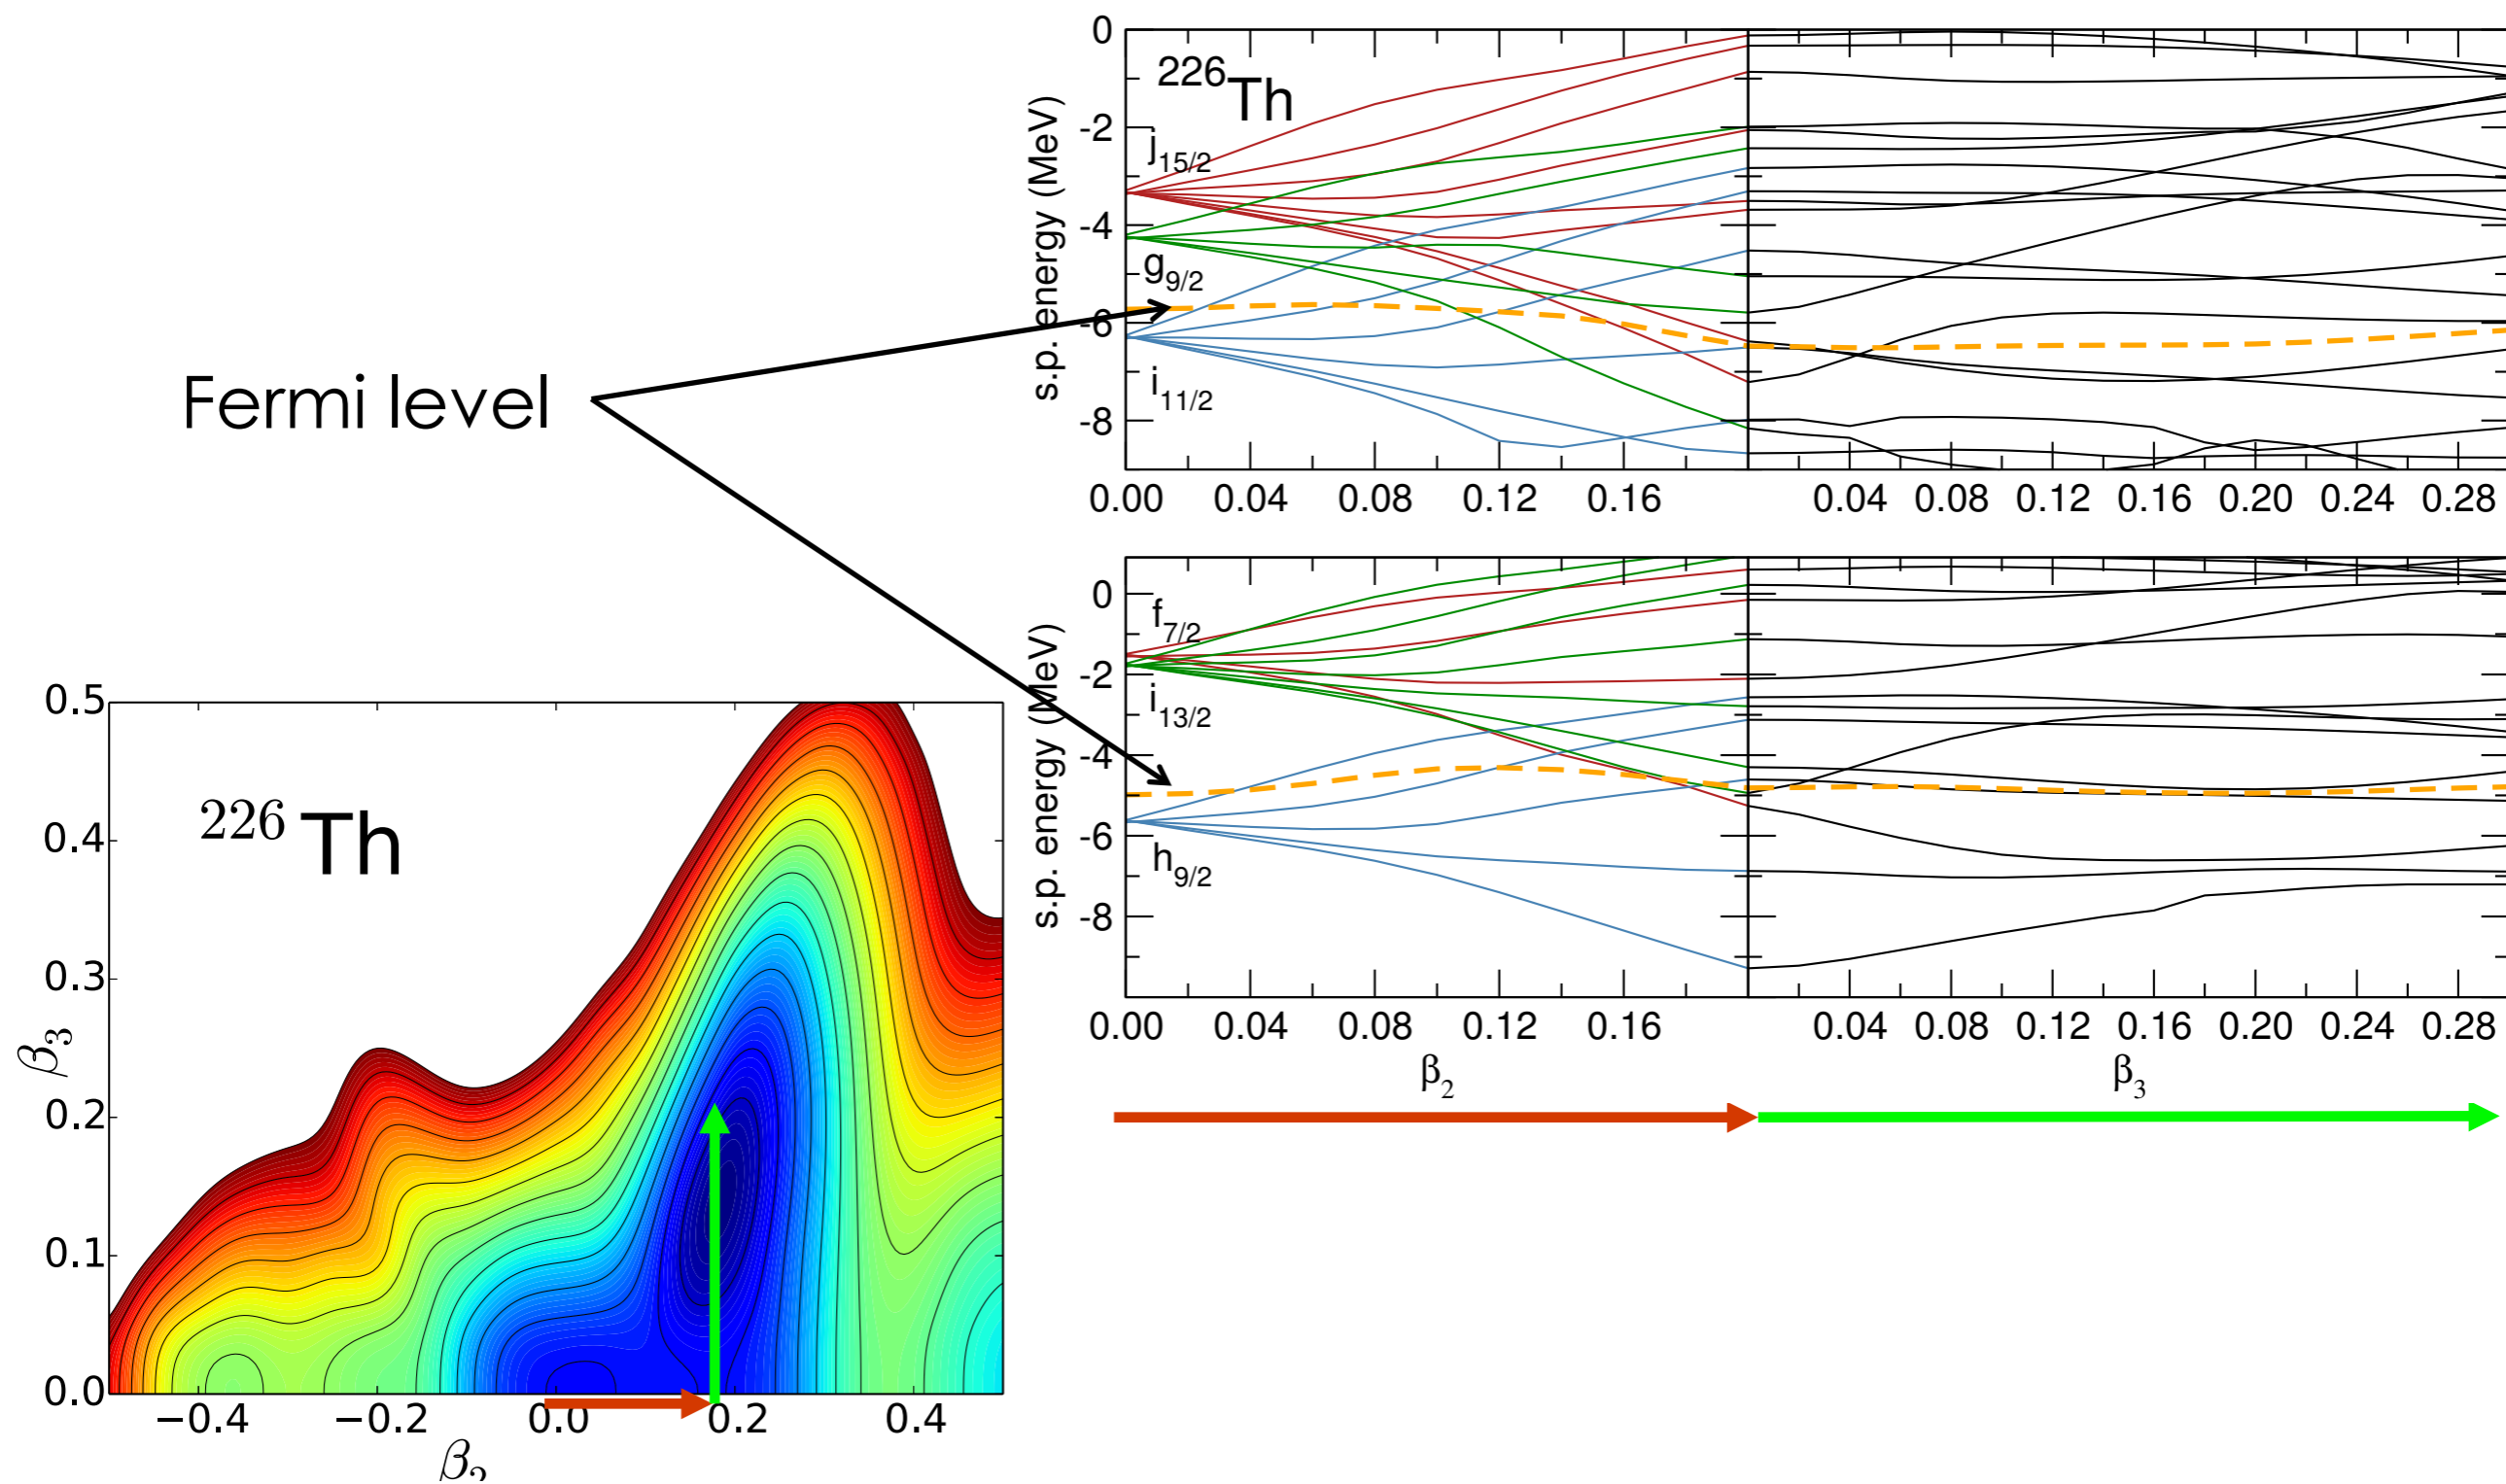 0
-2
-4
-6
-8
s.p. energy (MeV)
226Th
j15/2
g9/2
i11/2
0.00 0.04 0.08 0.12 0.16 0.04 0.08 0.12 0.16 0.20 0.24 0.28
Fermi level
0
-2
-4
-6
-8
s.p. energy (MeV)
f7/2
i13/2
h9/2
0.00 0.04 0.08 0.12 0.16 0.04 0.08 0.12 0.16 0.20 0.24 0.28
β2 β3
0.5
0.4
0.3
0.2
0.1
0.0
β3
226 Th
−0.4 −0.2 0.0 0.2 0.4
β2